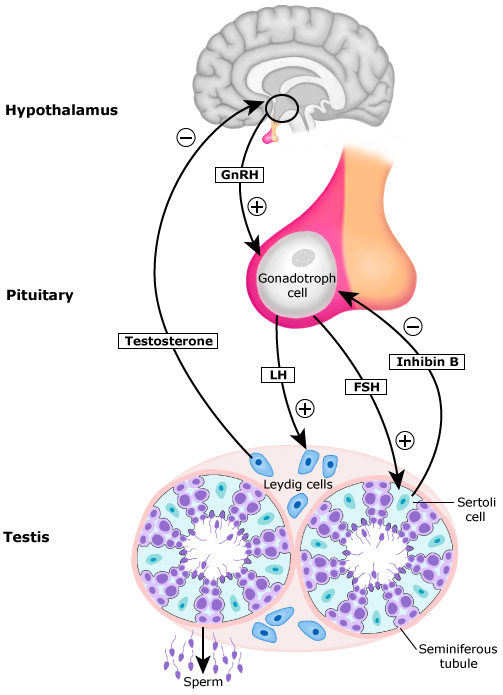 Hypothalamus
−
GnRH
+
Pituitary
Gonadotroph
cell
−
Testosterone
Inhibin B
LH
FSH
+
+
Leydig cells
Sertoli
cell
Testis
Seminiferous
tubule
Sperm